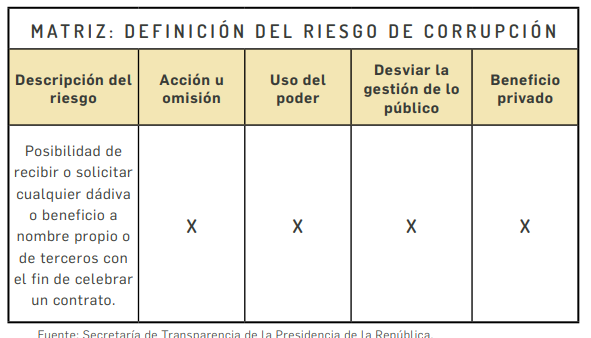 MATRIZ: DEFINICIÓN DEL RIESGO DE CORRUPCIÓN
Descripción del
riesgo
Acción u
omisión
Uso del
poder
Desviar la
gestión de lo
público
Beneficio
privado
Posibilidad de
recibir o solicitar
cualquier dádiva
o beneficio a
nombre propio o
de terceros con
el fin de celebrar
un contrato.
X
X
X
X
Fuente: Secretaría de Transparencia de la Presidencia de la República.